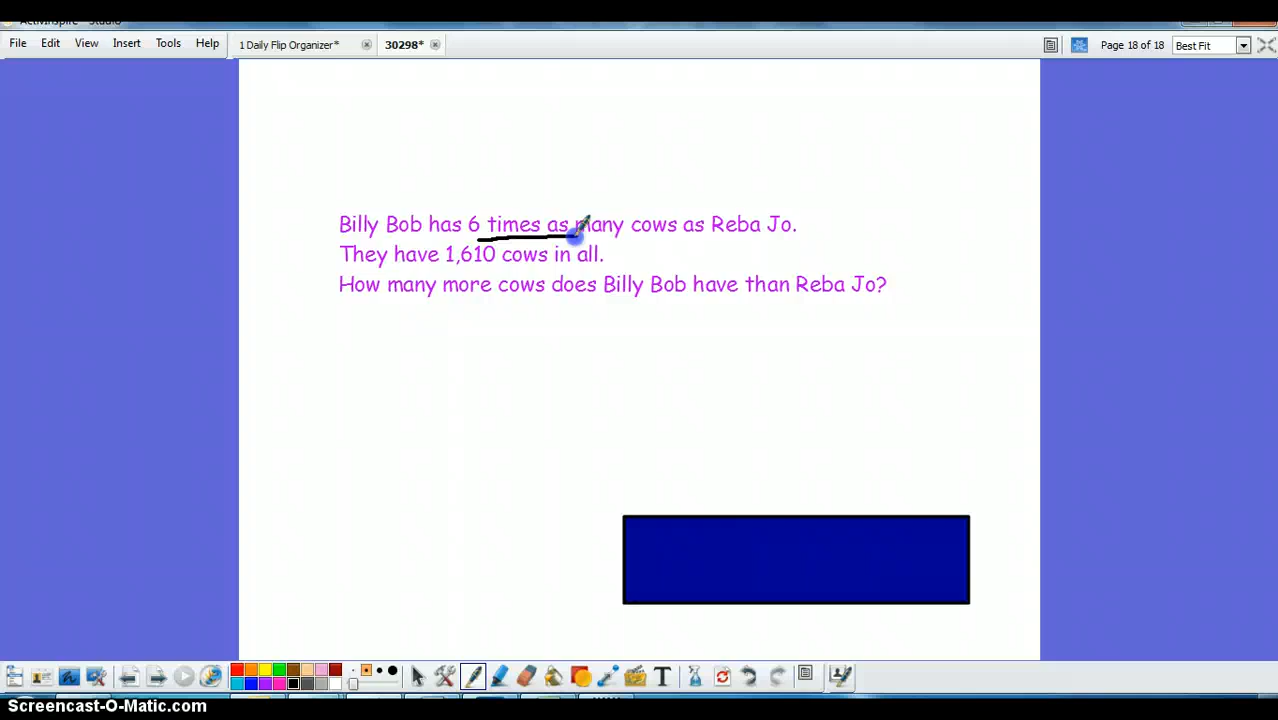 ActivInspire - Studio
File Edit View Insert Tools Help 1 Daily Flip Organizer* 30298* Page 18 of 18 Best Fit
Billy Bob has 6 times as many cows as Reba Jo.
They have 1,610 cows in all.
How many more cows does Billy Bob have than Reba Jo?
T
Screencast-O-Matic.com